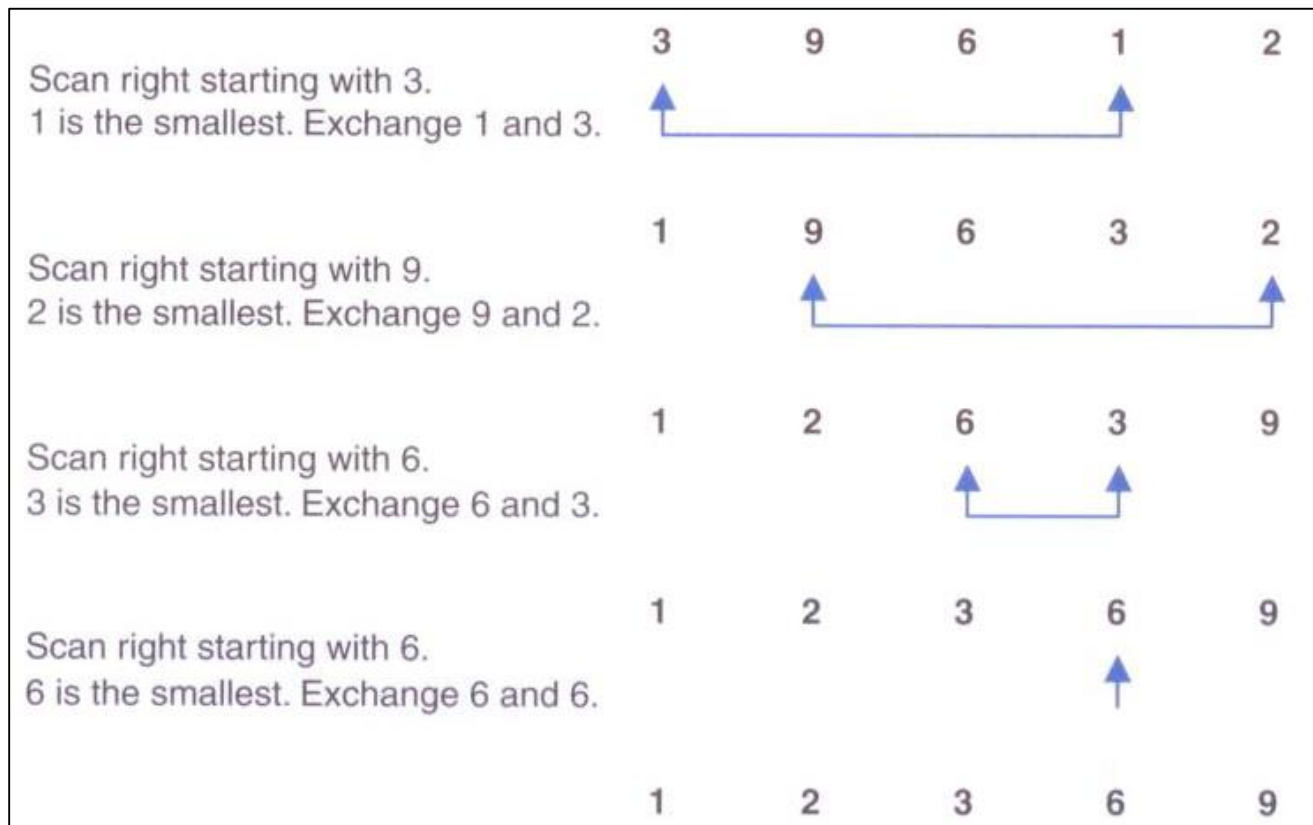 3 9 6 1 2
Scan right starting with 3.
1 is the smallest. Exchange 1 and 3.
1 9 6 3 2
Scan right starting with 9.
2 is the smallest. Exchange 9 and 2.
1 2 6 3 9
Scan right starting with 6.
3 is the smallest. Exchange 6 and 3.
1 2 3 6 9
Scan right starting with 6.
6 is the smallest. Exchange 6 and 6.
1 2 3 6 9